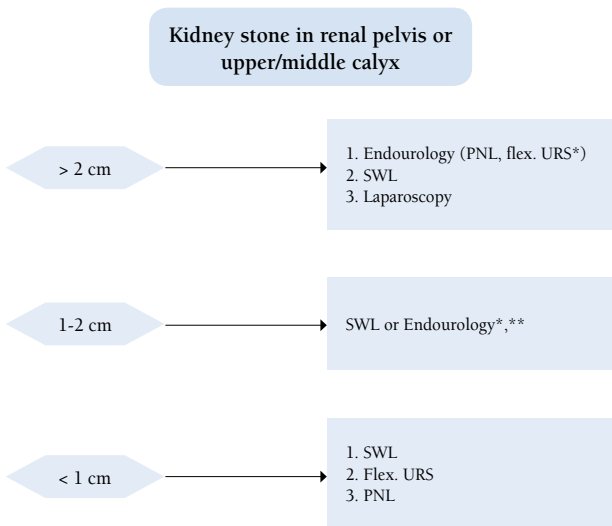 Kidney stone in renal pelvis or
upper/middle calyx
> 2 cm
1. Endourology (PNL, flex. URS*)
2. SWL
3. Laparoscopy
1-2 cm
SWL or Endourology*,**
< 1 cm
1. SWL
2. Flex. URS
3. PNL